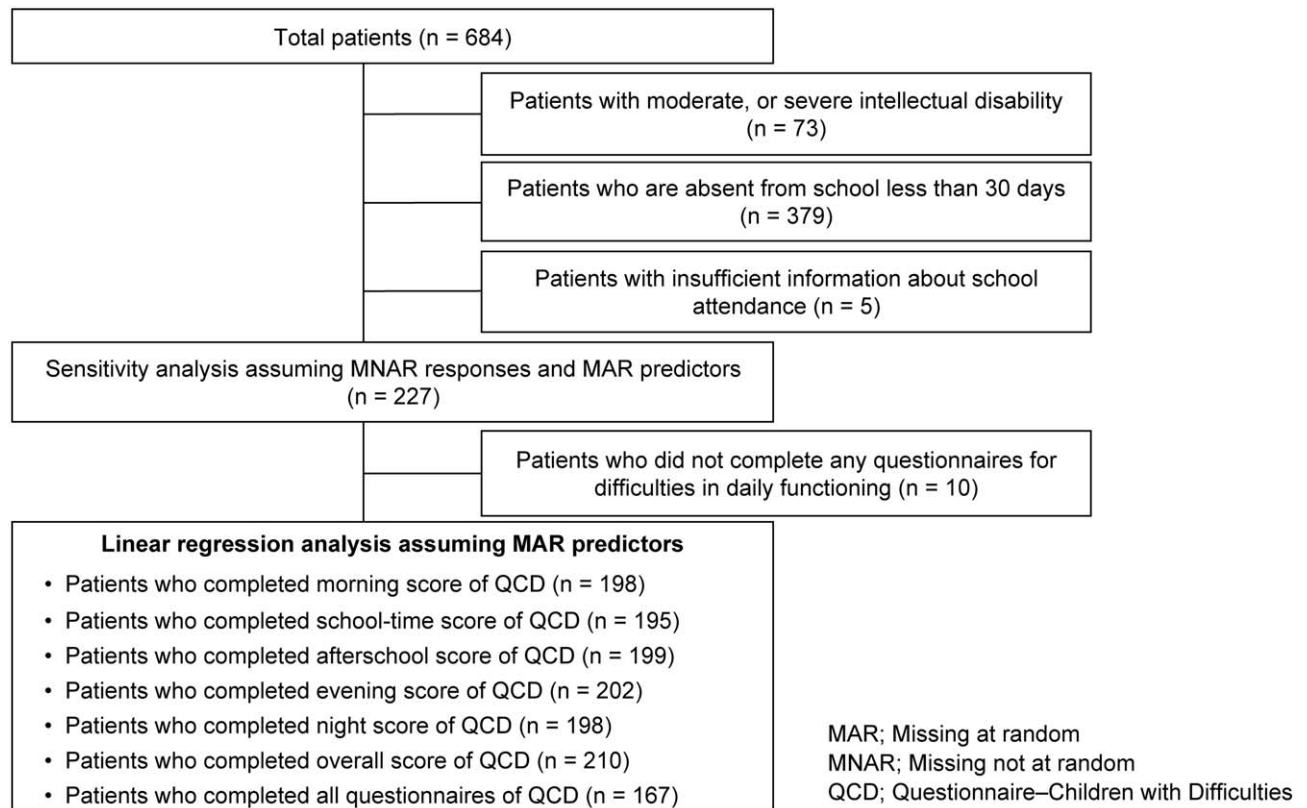 Total patients (n = 684)
Patients with moderate, or severe intellectual disability
(n = 73)
Patients who are absent from school less than 30 days
(n = 379)
Patients with insufficient information about school
attendance (n = 5)
Sensitivity analysis assuming MNAR responses and MAR predictors
(n = 227)
Patients who did not complete any questionnaires for
difficulties in daily functioning (n = 10)
Linear regression analysis assuming MAR predictors
• Patients who completed morning score of QCD (n = 198)
• Patients who completed school-time score of QCD (n = 195)
• Patients who completed afterschool score of QCD (n = 199)
• Patients who completed evening score of QCD (n = 202)
• Patients who completed night score of QCD (n = 198)
• Patients who completed overall score of QCD (n = 210)
• Patients who completed all questionnaires of QCD (n = 167)
MAR; Missing at random
MNAR; Missing not at random
QCD; Questionnaire–Children with Difficulties